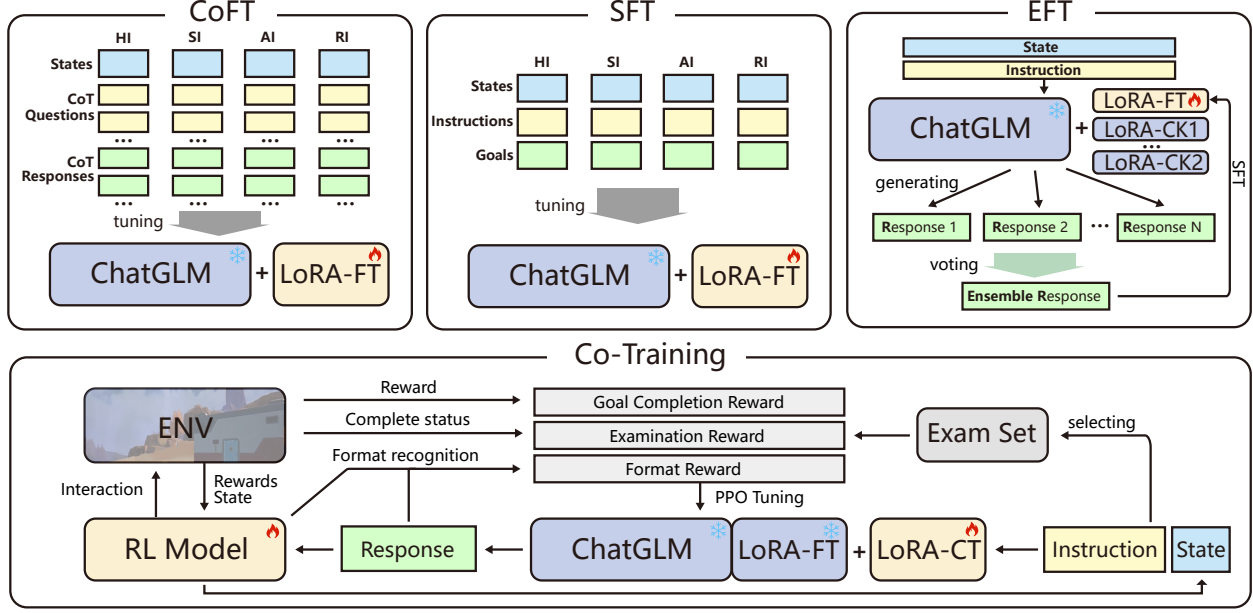 CoFT
HI SI AI RI
States
CoT
Questions
... ... ... ...
CoT
Responses
... ... ... ...
tuning
ChatGLM + LoRA-FT
SFT
HI SI AI RI
States
Instructions
Goals
tuning
ChatGLM + LoRA-FT
EFT
State
Instruction
ChatGLM + LoRA-FT
LoRA-CK1
...
LoRA-CK2
SFT
generating
Response 1 Response 2 ... Response N
voting
Ensemble Response
Co-Training
ENV
Reward
Complete status
Format recognition
Goal Completion Reward
Examination Reward
Format Reward
Exam Set
selecting
Interaction
Rewards
State
PPO Tuning
RL Model
Response
ChatGLM LoRA-FT + LoRA-CT
Instruction State